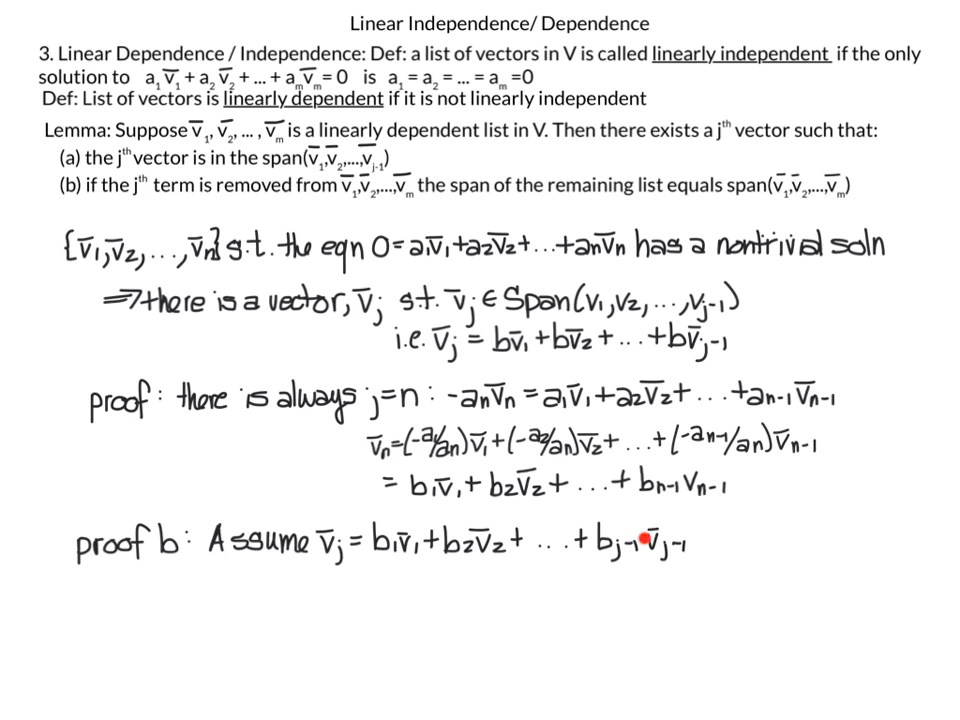 Linear Independence/ Dependence
3. Linear Dependence / Independence: Def: a list of vectors in V is called linearly independent if the only
solution to a₁v̅₁ + a₂v̅₂ + ... + aₘv̅ₘ = 0 is a₁ = a₂ = ... = aₘ = 0
Def: List of vectors is linearly dependent if it is not linearly independent
Lemma: Suppose v̅₁, v̅₂, ... , v̅ₘ is a linearly dependent list in V. Then there exists a jᵗʰ vector such that:
(a) the jᵗʰ vector is in the span(v̅₁,v̅₂,...,v̅ⱼ₋₁)
(b) if the jᵗʰ term is removed from v̅₁,v̅₂,...,v̅ₘ the span of the remaining list equals span(v̅₁,v̅₂,...,v̅ₘ)
{v̅₁,v̅₂,...,v̅ₙ} s.t. the eqn 0=a₁v̅₁+a₂v̅₂+...+aₙv̅ₙ has a nontrivial soln
⟹ there is a vector, v̅ⱼ s.t. v̅ⱼ ∈ Span(v₁,v₂,...,vⱼ₋₁)
i.e. v̅ⱼ = bv̅₁+bv̅₂+...+bv̅ⱼ₋₁
proof: there is always j=n: -aₙv̅ₙ = a₁v̅₁+a₂v̅₂+...+aₙ₋₁v̅ₙ₋₁
v̅ₙ=(-a₁/aₙ)v̅₁+(-a₂/aₙ)v̅₂+...+(-aₙ₋₁/aₙ)v̅ₙ₋₁
= b₁v̅₁+b₂v̅₂+...+bₙ₋₁vₙ₋₁
proof b: Assume v̅ⱼ = b₁v̅₁+b₂v̅₂+...+bⱼ₋₁v̅ⱼ₋₁